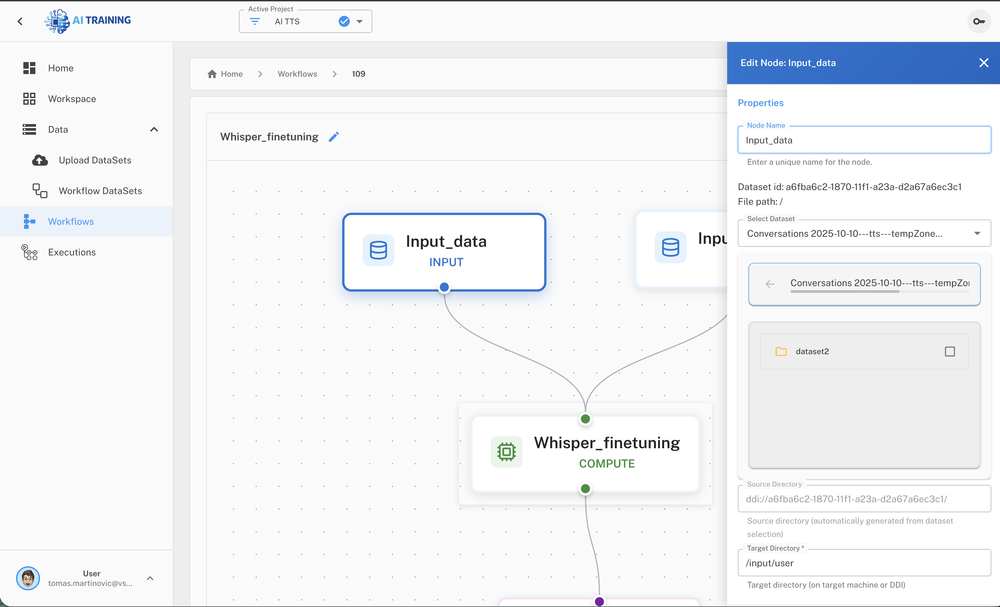 AI TRAINING
Active Project
AI TTS
Home
Workspace
Data
Upload DataSets
Workflow DataSets
Workflows
Executions
User
tomas.martinovic@vs...
Home
Workflows
109
Whisper_finetuning
Input_data
INPUT
Inpu
Whisper_finetuning
COMPUTE
Edit Node: Input_data
Properties
Node Name
Input_data
Enter a unique name for the node.
Dataset id: a6fba6c2-1870-11f1-a23a-d2a67a6ec3c1
File path: /
Select Dataset
Conversations 2025-10-10---tts---tempZone...
Conversations 2025-10-10---tts---tempZor
dataset2
Source Directory
ddi://a6fba6c2-1870-11f1-a23a-d2a67a6ec3c1/
Source directory (automatically generated from dataset
selection)
Target Directory *
/input/user
Target directory (on target machine or DDI)